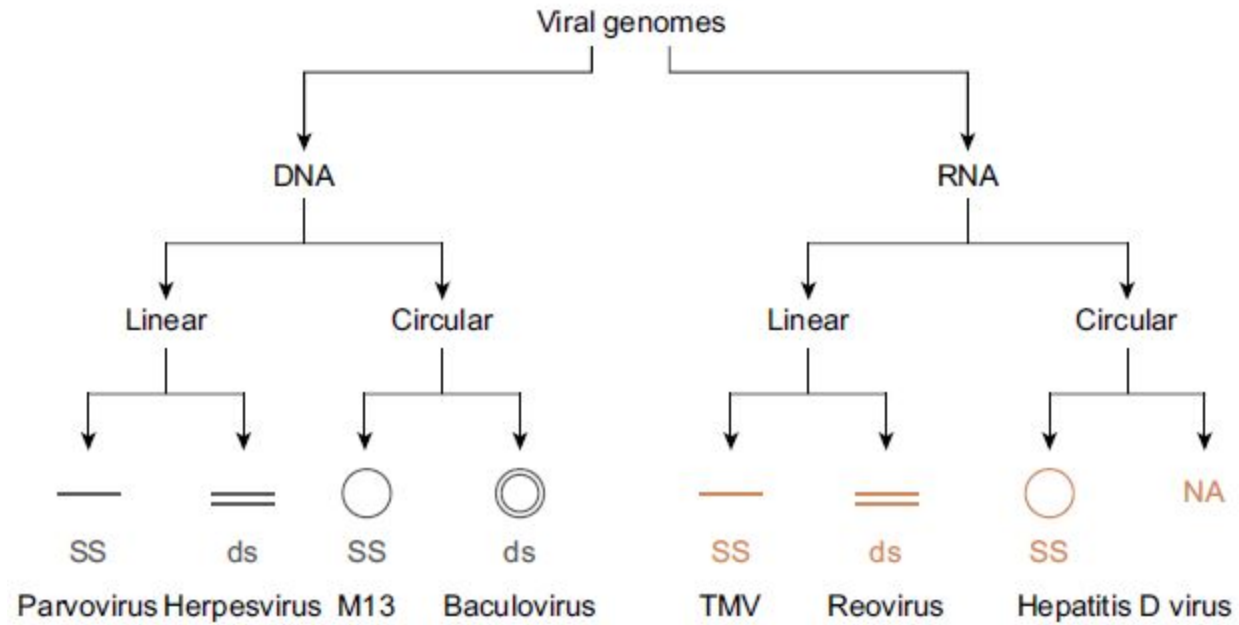 Viral genomes
DNA RNA
Linear Circular Linear Circular
NA
SS ds SS ds SS ds SS
Parvovirus Herpesvirus M13 Baculovirus TMV Reovirus Hepatitis D virus